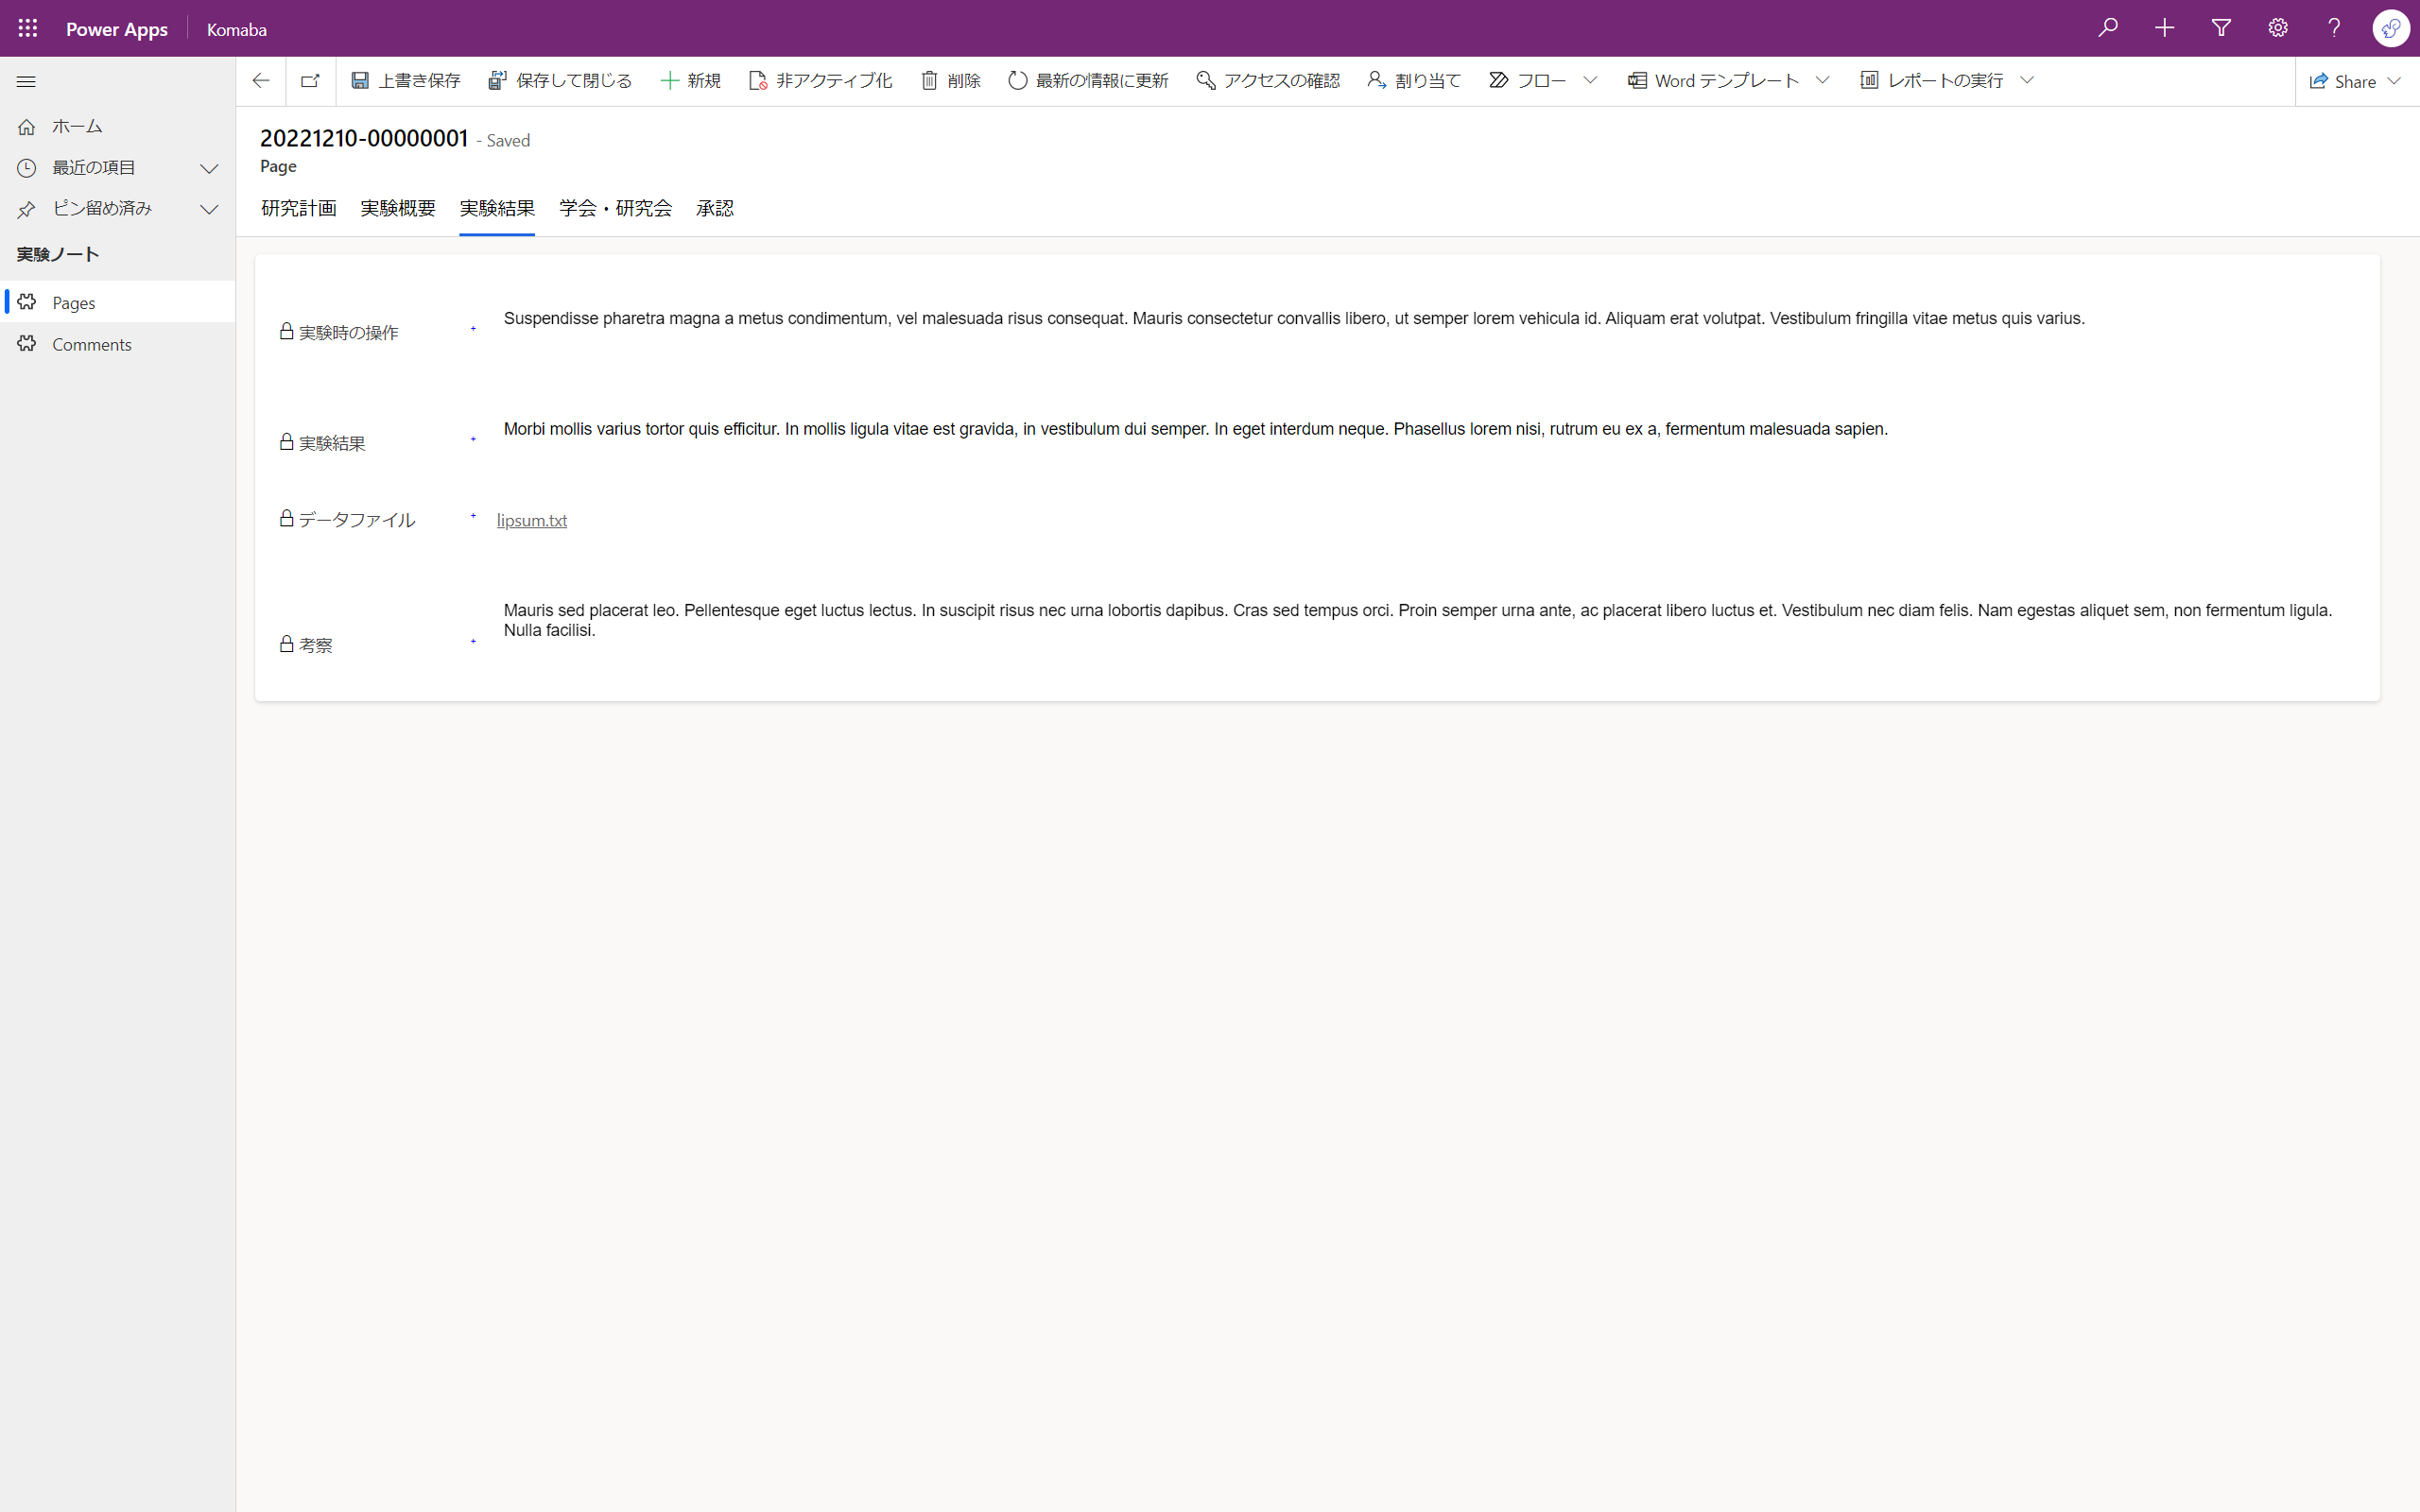 Power Apps Komaba
上書き保存 保存して閉じる 新規 非アクティブ化 削除 最新の情報に更新 アクセスの確認 割り当て フロー Word テンプレート レポートの実行 Share
ホーム
最近の項目
ピン留め済み
実験ノート
Pages
Comments
20221210-00000001 - Saved
Page
研究計画 実験概要 実験結果 学会・研究会 承認
実験時の操作 + Suspendisse pharetra magna a metus condimentum, vel malesuada risus consequat. Mauris consectetur convallis libero, ut semper lorem vehicula id. Aliquam erat volutpat. Vestibulum fringilla vitae metus quis varius.
実験結果 + Morbi mollis varius tortor quis efficitur. In mollis ligula vitae est gravida, in vestibulum dui semper. In eget interdum neque. Phasellus lorem nisi, rutrum eu ex a, fermentum malesuada sapien.
データファイル + lipsum.txt
考察 + Mauris sed placerat leo. Pellentesque eget luctus lectus. In suscipit risus nec urna lobortis dapibus. Cras sed tempus orci. Proin semper urna ante, ac placerat libero luctus et. Vestibulum nec diam felis. Nam egestas aliquet sem, non fermentum ligula.
Nulla facilisi.